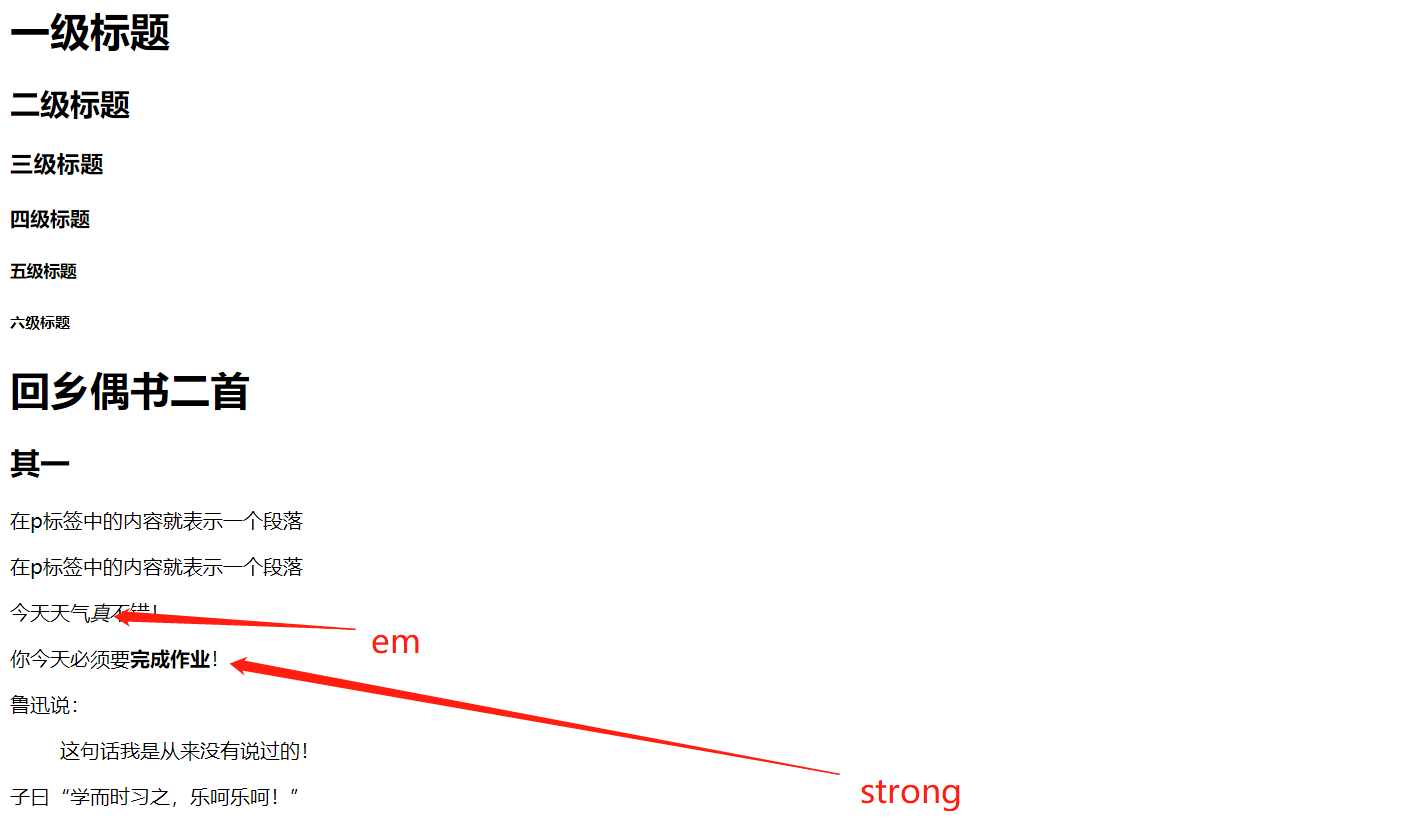 一级标题
二级标题
三级标题
四级标题
五级标题
六级标题
回乡偶书二首
其一
在p标签中的内容就表示一个段落
在p标签中的内容就表示一个段落
今天天气真不错！
em
你今天必须要完成作业！
鲁迅说：
这句话我是从来没有说过的！
strong
子曰“学而时习之，乐呵乐呵！”